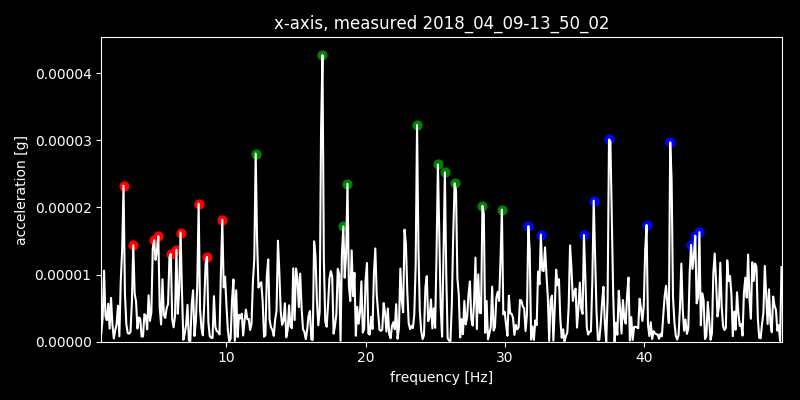 x-axis, measured 2018_04_09-13_50_02
0.00004
0.00003
0.00002
0.00001
0.00000
acceleration [g]
10 20 30 40
frequency [Hz]